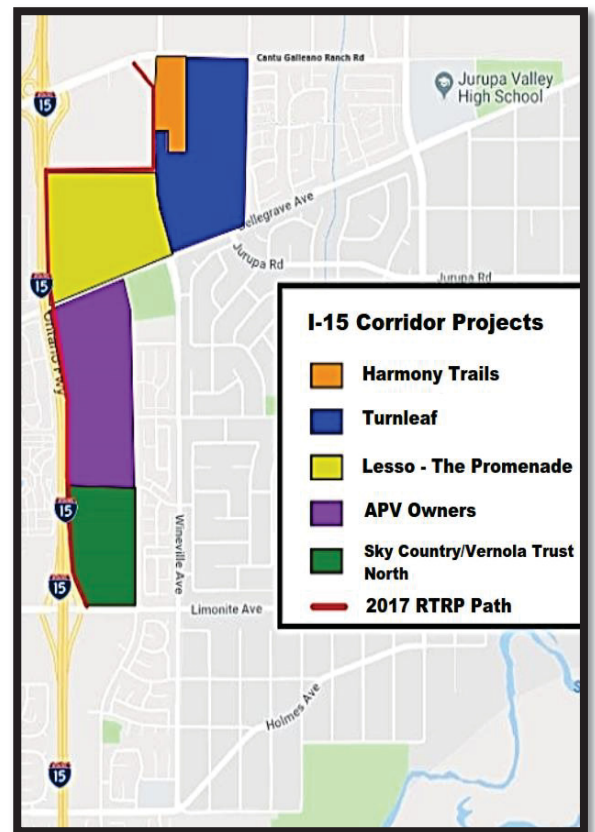 Cantu Galleano Ranch Rd
Jurupa Valley
High School
15
Bellegrave Ave
Jurupa Rd
Jurupa Rd
15
Ontario Fwy
I-15 Corridor Projects
Harmony Trails
Turnleaf
Lesso - The Promenade
APV Owners
Sky Country/Vernola Trust
North
2017 RTRP Path
15
Wineville Ave
15
Limonite Ave
Holmes Ave
S
15